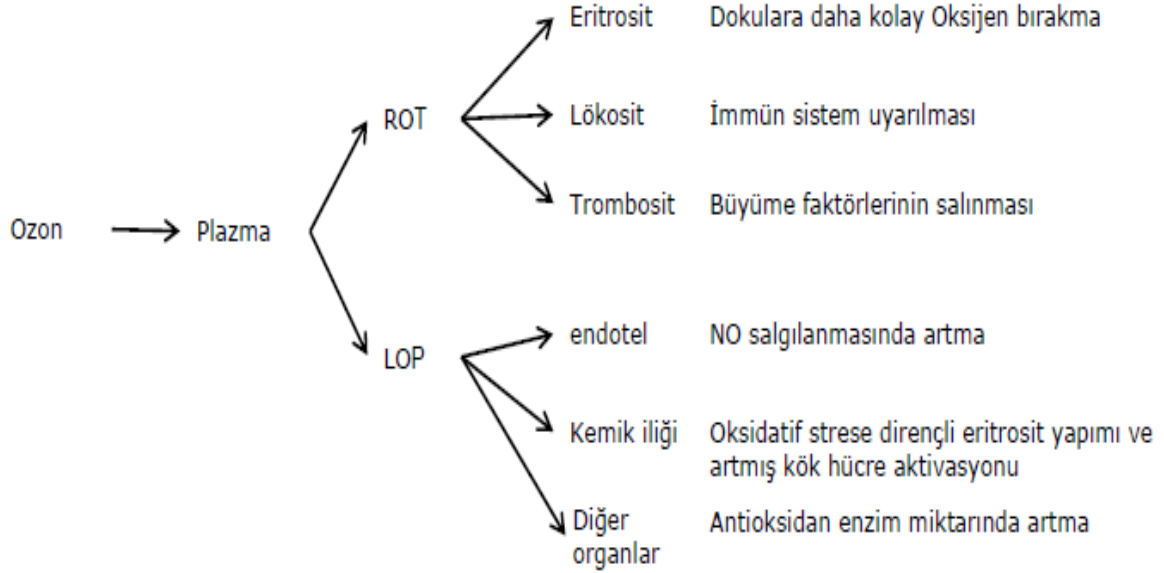 Eritrosit Dokulara daha kolay Oksijen bırakma
ROT
Lökosit İmmün sistem uyarılması
Trombosit Büyüme faktörlerinin salınması
Ozon Plazma
endotel NO salgılanmasında artma
LOP
Kemik iliği Oksidatif strese dirençli eritrosit yapımı ve
artmış kök hücre aktivasyonu
Diğer Antioksidan enzim miktarında artma
organlar